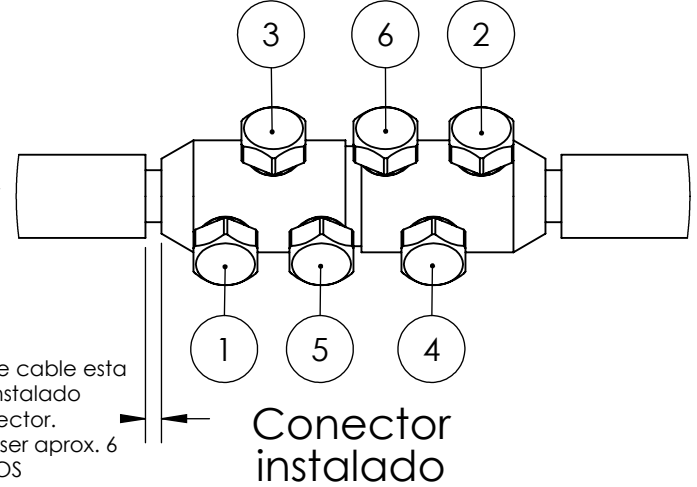 3 6 2
1 5 4
e cable esta
nstalado
ector.
ser aprox. 6
OS
Conector
instalado